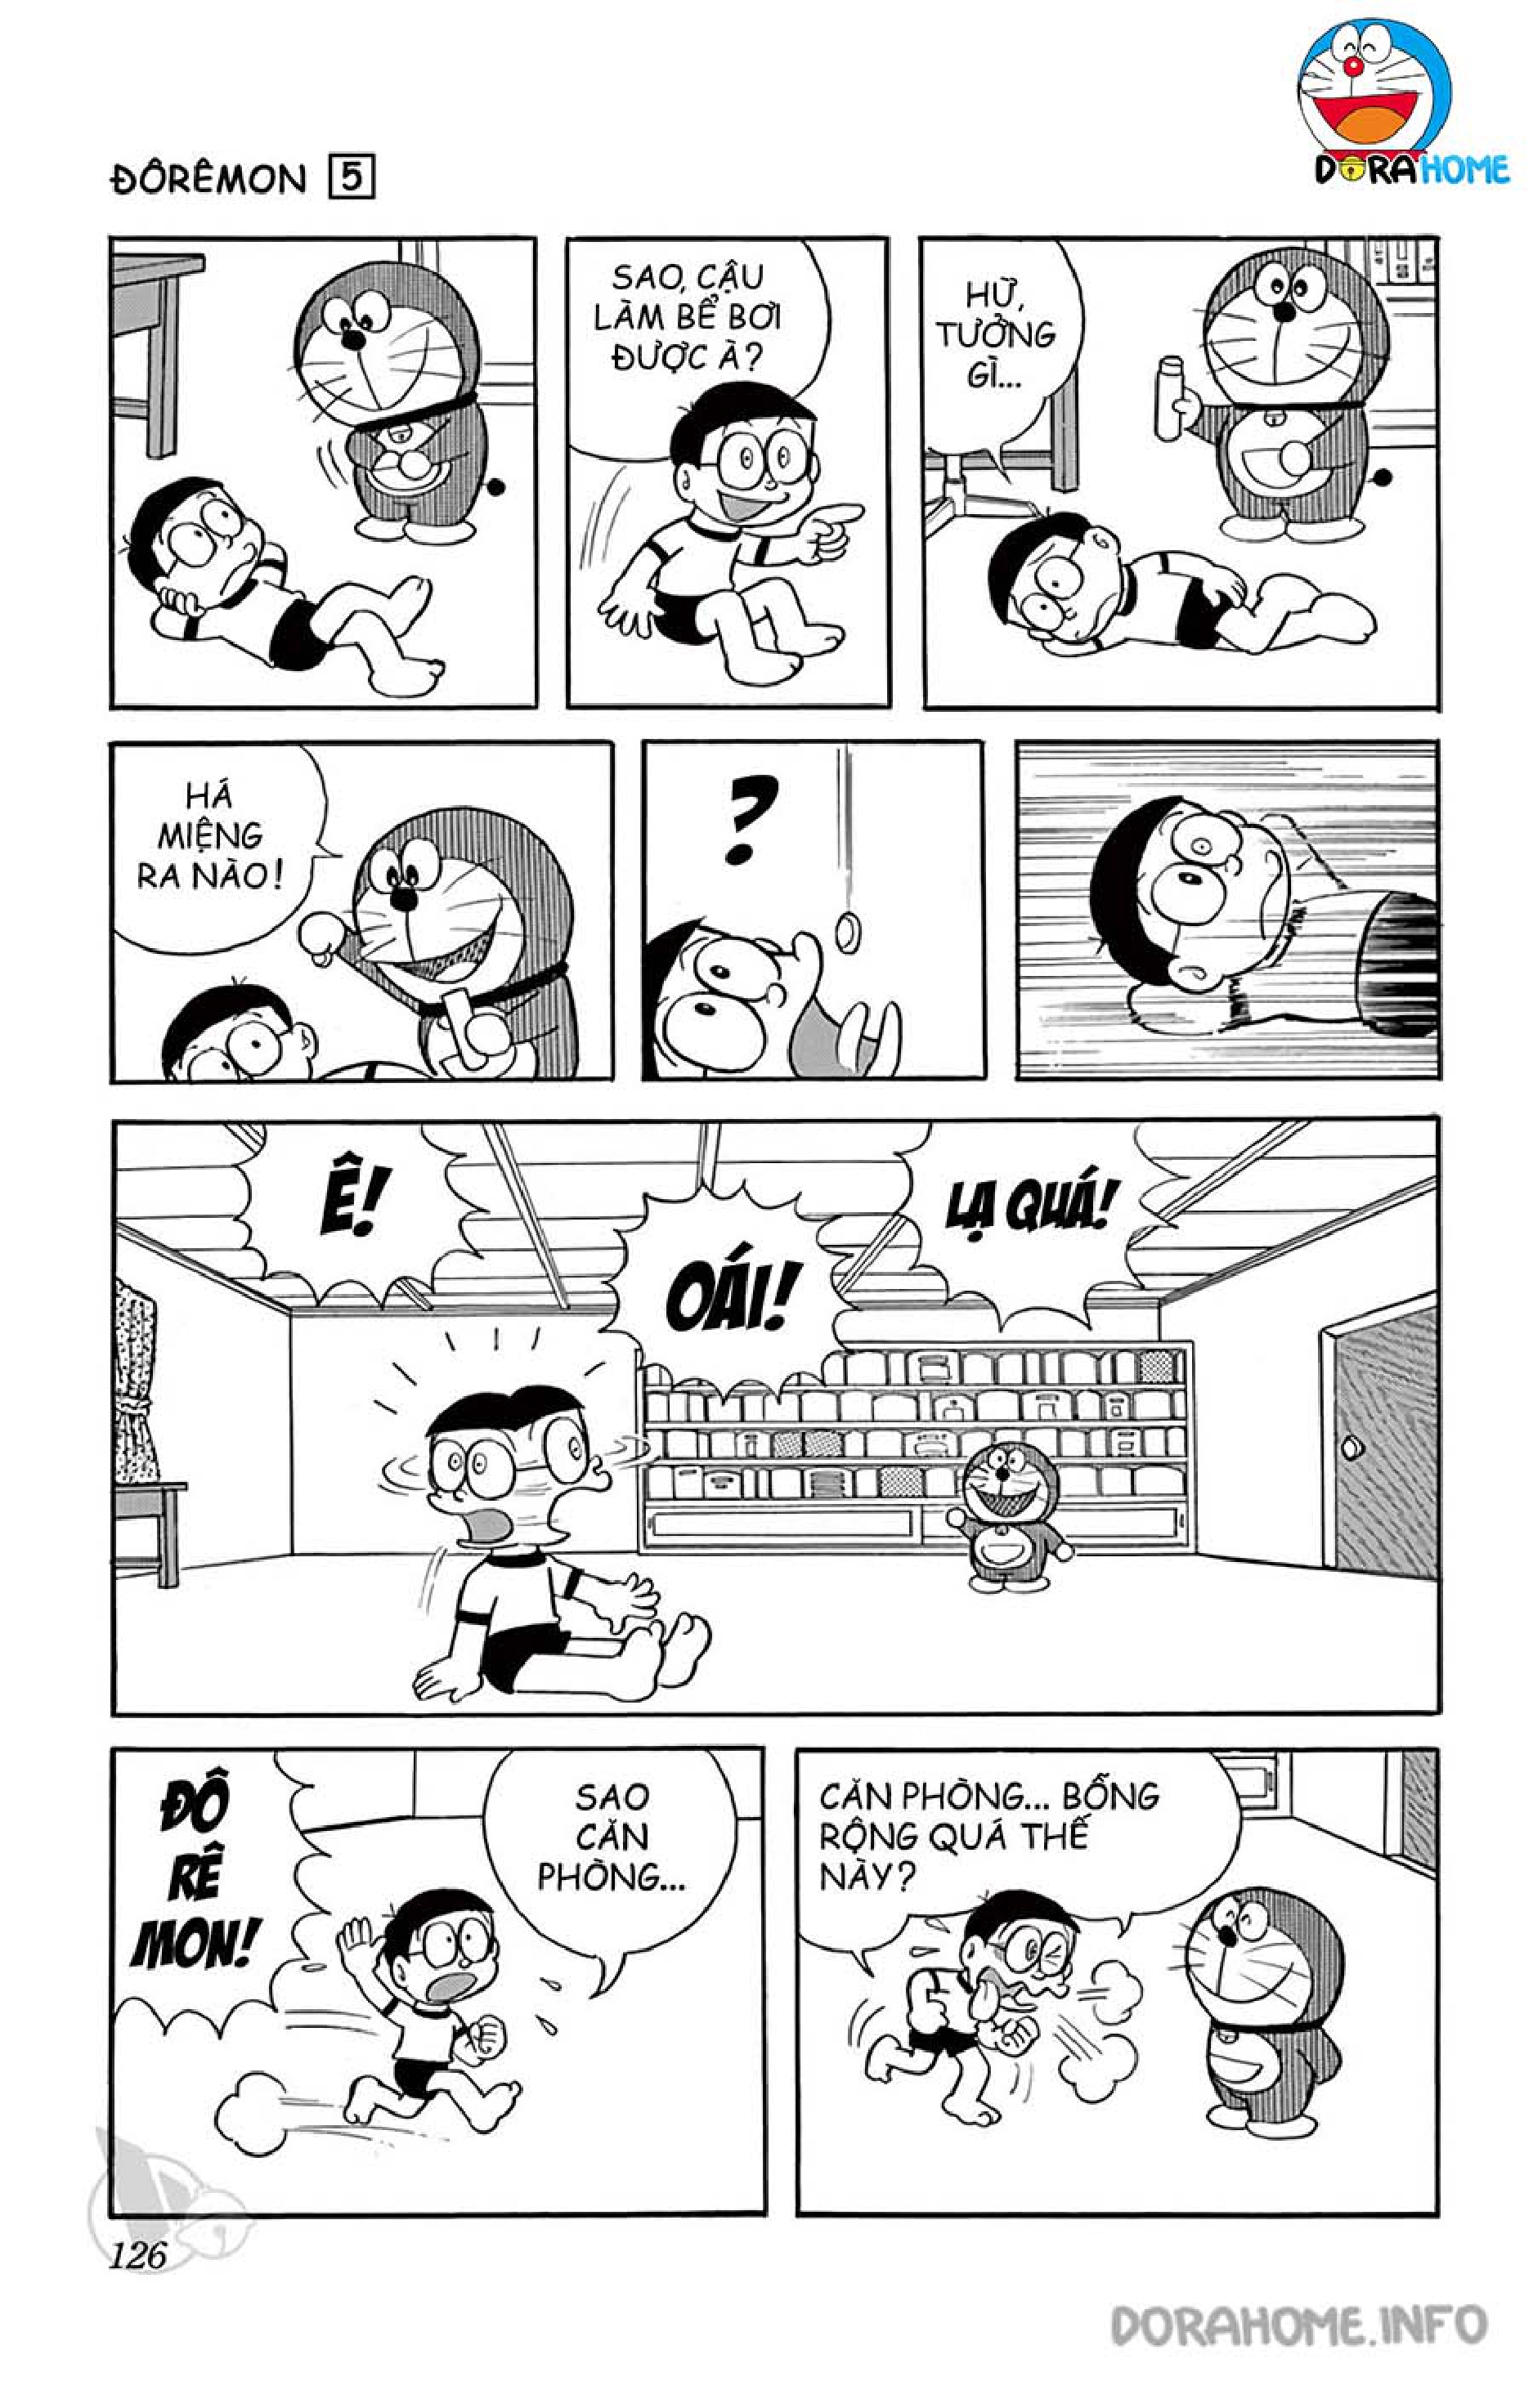 DORAHOME
ĐÔRÊMON 5
SAO, CẬU
LÀM BỂ BƠI
ĐƯỢC À?
HỪ,
TƯỞNG
GÌ...
HÁ
MIỆNG
RA NÀO!
?
Ê!
OÁI!
LẠ QUÁ!
ĐÔ
RÊ
MON!
SAO
CĂN
PHÒNG...
CĂN PHÒNG... BỖNG
RỘNG QUÁ THẾ
NÀY?
126
DORAHOME.INFO